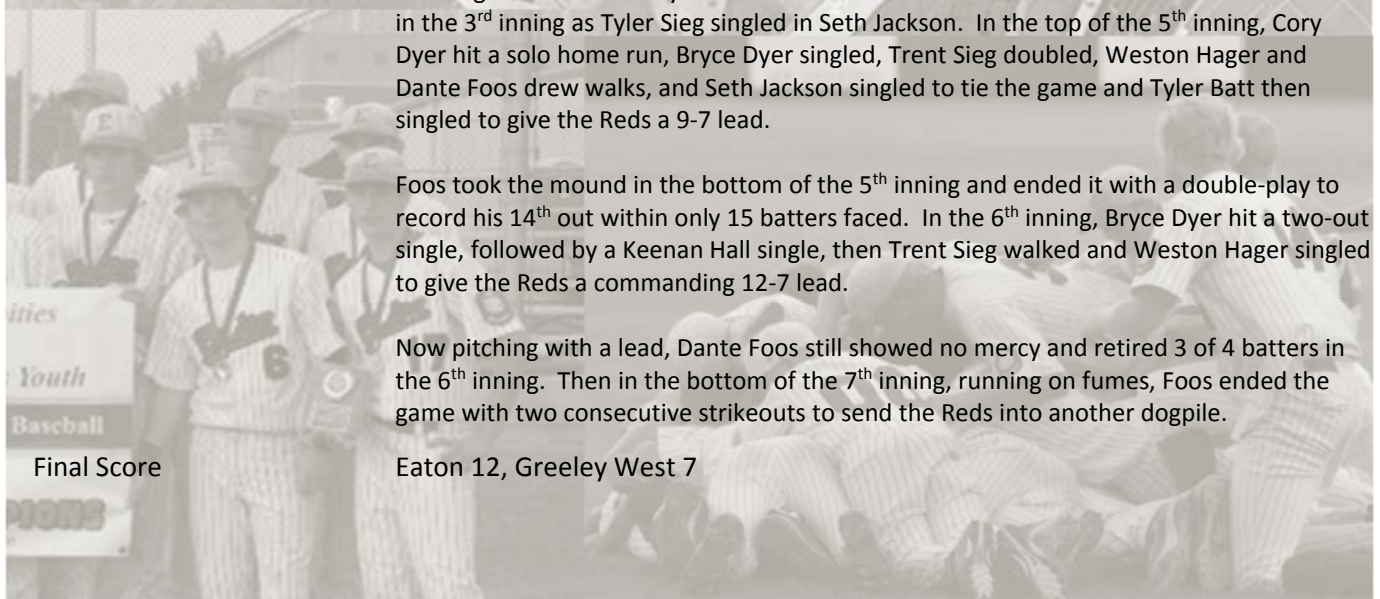 in the 3rd inning as Tyler Sieg singled in Seth Jackson.  In the top of the 5th inning, Cory
Dyer hit a solo home run, Bryce Dyer singled, Trent Sieg doubled, Weston Hager and
Dante Foos drew walks, and Seth Jackson singled to tie the game and Tyler Batt then
singled to give the Reds a 9-7 lead.
Foos took the mound in the bottom of the 5th inning and ended it with a double-play to
record his 14th out within only 15 batters faced.  In the 6th inning, Bryce Dyer hit a two-out
single, followed by a Keenan Hall single, then Trent Sieg walked and Weston Hager singled
to give the Reds a commanding 12-7 lead.
Now pitching with a lead, Dante Foos still showed no mercy and retired 3 of 4 batters in
the 6th inning.  Then in the bottom of the 7th inning, running on fumes, Foos ended the
game with two consecutive strikeouts to send the Reds into another dogpile.
Final Score Eaton 12, Greeley West 7
ities
Youth
Baseball
PIONS
E
E
6